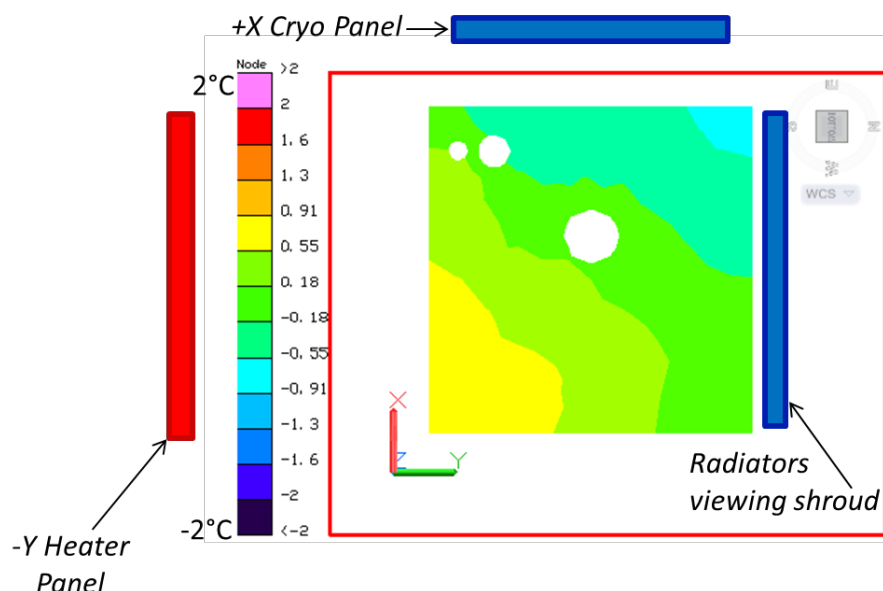 +X Cryo Panel
Node
>2
2°C
2
1.6
1.3
0.91
0.55
0.18
-0.18
-0.55
-0.91
-1.3
-1.6
-2
<-2
-2°C
WCS
X
Z
Y
Radiators
viewing shroud
-Y Heater
Panel